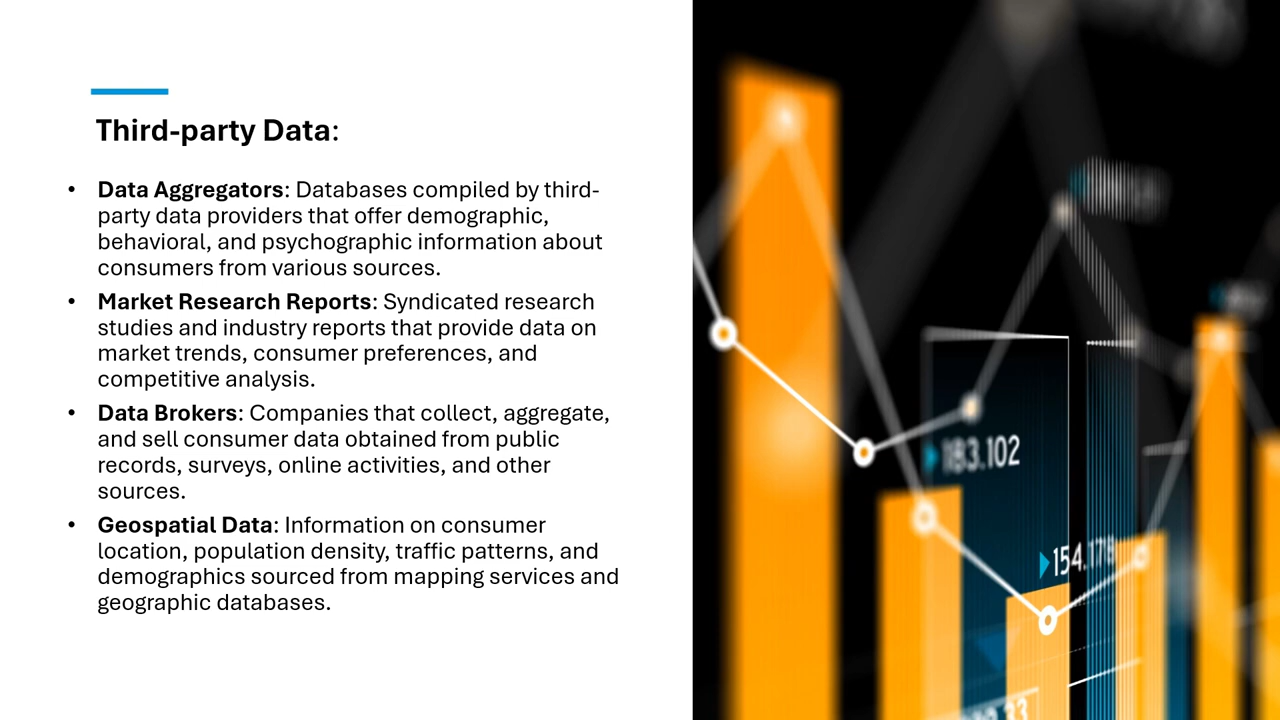 Third-party Data:
• Data Aggregators: Databases compiled by third-
party data providers that offer demographic,
behavioral, and psychographic information about
consumers from various sources.
• Market Research Reports: Syndicated research
studies and industry reports that provide data on
market trends, consumer preferences, and
competitive analysis.
• Data Brokers: Companies that collect, aggregate,
and sell consumer data obtained from public
records, surveys, online activities, and other
sources.
• Geospatial Data: Information on consumer
location, population density, traffic patterns, and
demographics sourced from mapping services and
geographic databases.
183.102